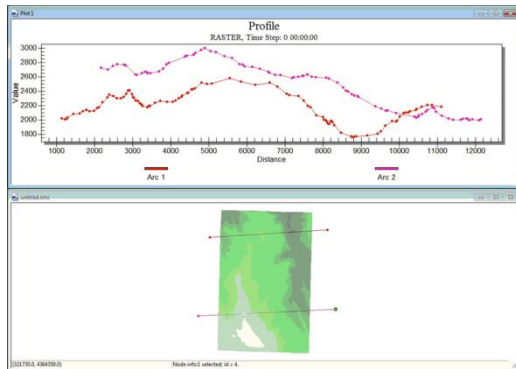 Plot 1
Profile
RASTER, Time Step: 0 00:00:00
Value
3000
2800
2600
2400
2200
2000
1800
1000 2000 3000 4000 5000 6000 7000 8000 9000 10000 11000 12000
Distance
Arc 1 Arc 2
untitled.sms
(321730.0, 4364350.0) Node info:1 selected; id = 4.